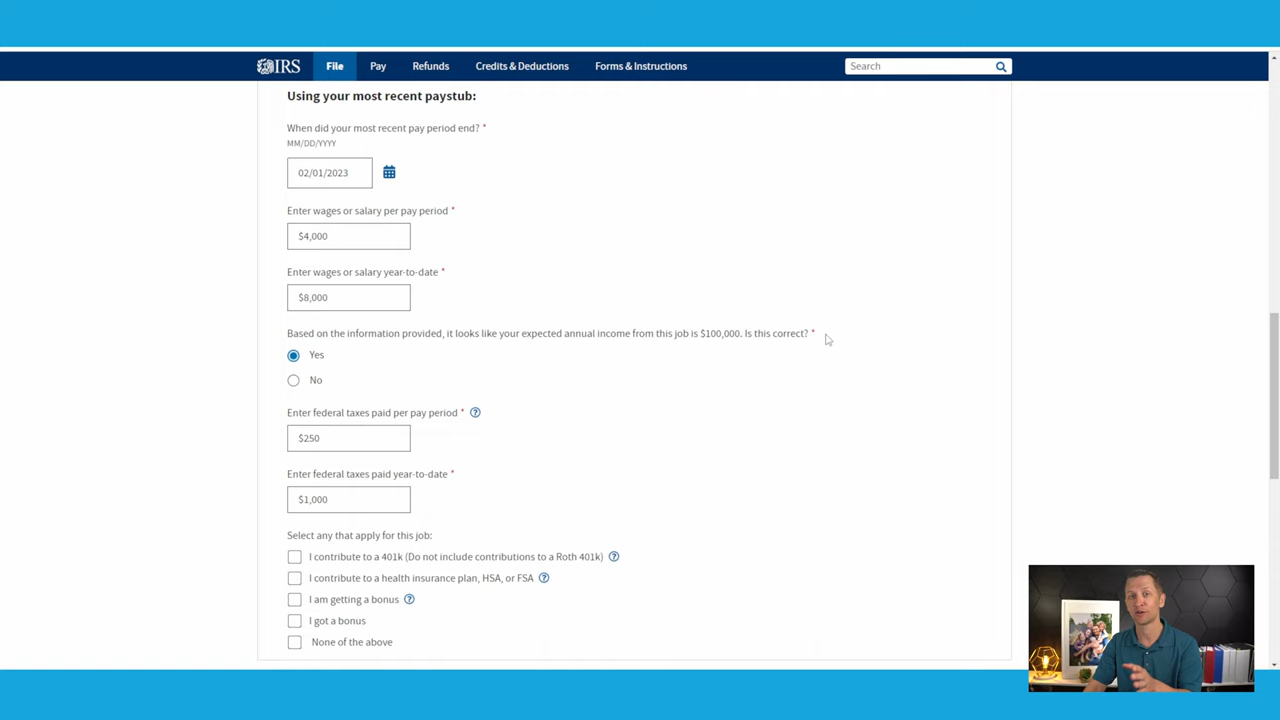 IRS File Pay Refunds Credits & Deductions Forms & Instructions Search
Using your most recent paystub:
When did your most recent pay period end? *
MM/DD/YYYY
02/01/2023
Enter wages or salary per pay period *
$4,000
Enter wages or salary year-to-date *
$8,000
Based on the information provided, it looks like your expected annual income from this job is $100,000. Is this correct? *
Yes
No
Enter federal taxes paid per pay period * ?
$250
Enter federal taxes paid year-to-date *
$1,000
Select any that apply for this job:
I contribute to a 401k (Do not include contributions to a Roth 401k) ?
I contribute to a health insurance plan, HSA, or FSA ?
I am getting a bonus ?
I got a bonus
None of the above